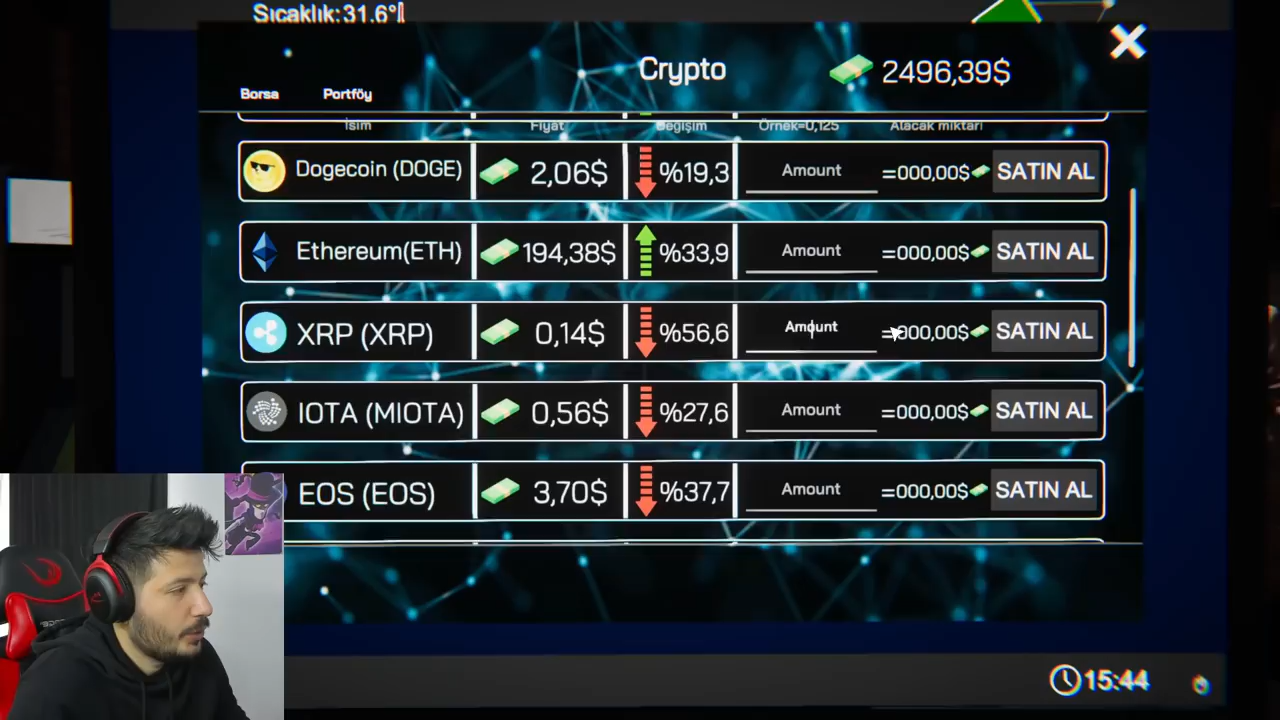 Sıcaklık:31.6°
Crypto
2496,39$
Borsa
Portföy
İsim
Fiyat
Değişim
Örnek=0,125
Alacak miktarı
Dogecoin (DOGE) 2,06$ %19,3 Amount =000,00$ SATIN AL
Ethereum(ETH) 194,38$ %33,9 Amount =000,00$ SATIN AL
XRP (XRP) 0,14$ %56,6 Amount =000,00$ SATIN AL
IOTA (MIOTA) 0,56$ %27,6 Amount =000,00$ SATIN AL
EOS (EOS) 3,70$ %37,7 Amount =000,00$ SATIN AL
15:44